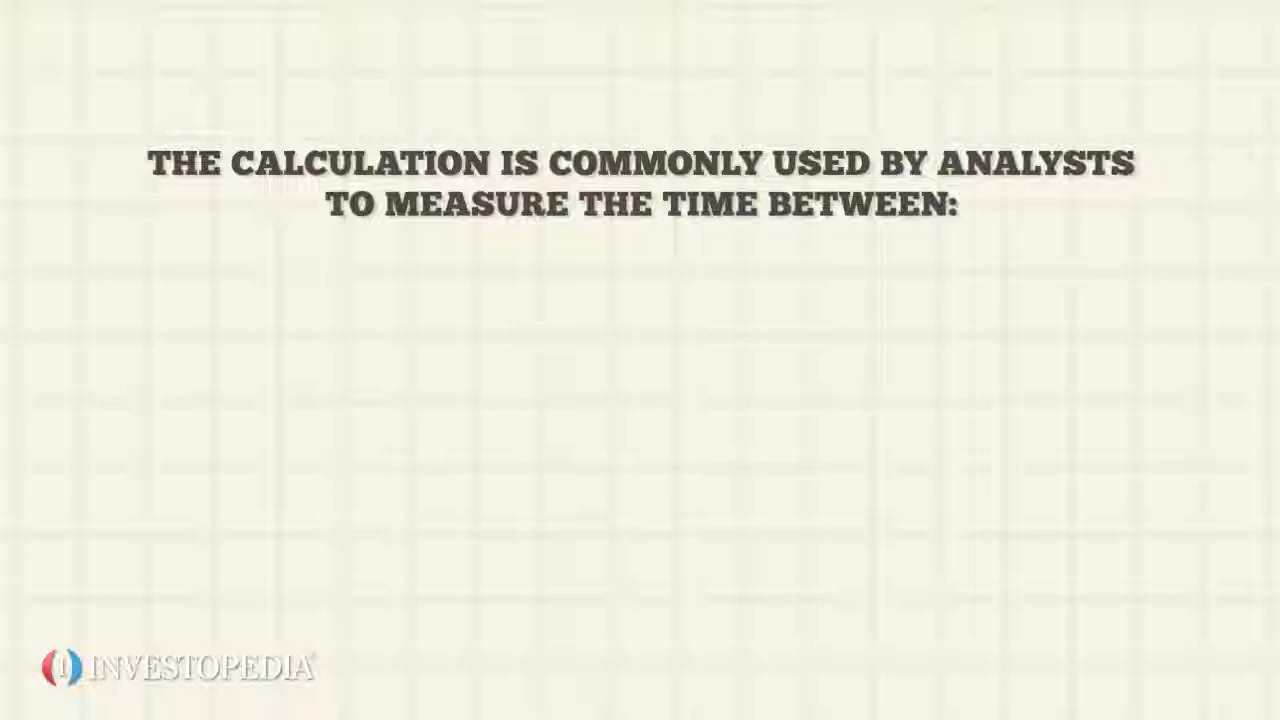 THE CALCULATION IS COMMONLY USED BY ANALYSTS
TO MEASURE THE TIME BETWEEN:
INVESTOPEDIA